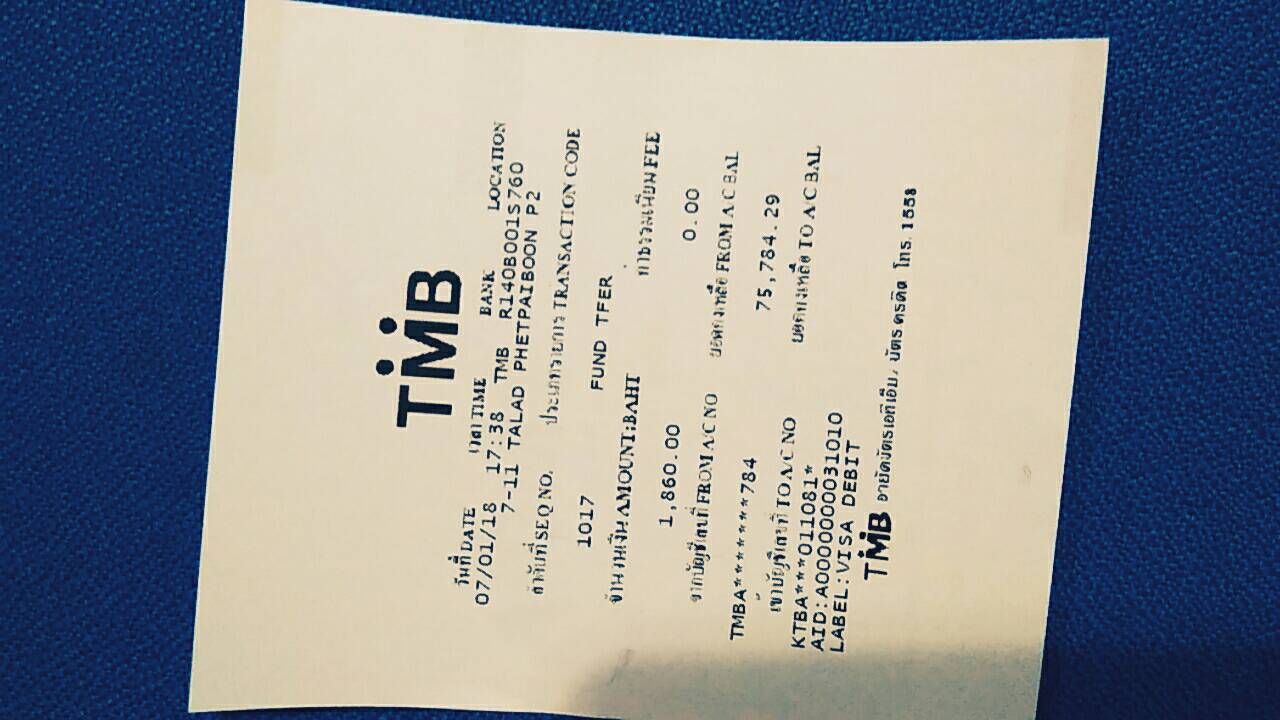 TMB
วันที่ DATE เวลา TIME BANK LOCATION
07/01/18 17:38 TMB R140B001S760
7-11 TALAD PHETPAIBOON P2
ลำดับที่ SEQ NO. ประเภทรายการ TRANSACTION CODE
1017 FUND TFER
จำนวนเงิน AMOUNT:BAHT ค่าธรรมเนียม FEE
1,860.00 0.00
จากบัญชีเลขที่ FROM A/C NO ยอดคงเหลือ FROM A/C BAL
TMBA*******784 75,784.29
เข้าบัญชีเลขที่ TO A/C NO ยอดคงเหลือ TO A/C BAL
KTBA***011081*
AID:A0000000031010
LABEL:VISA DEBIT
TMB อายัดบัตรเอทีเอ็ม, บัตรเครดิต โทร. 1558